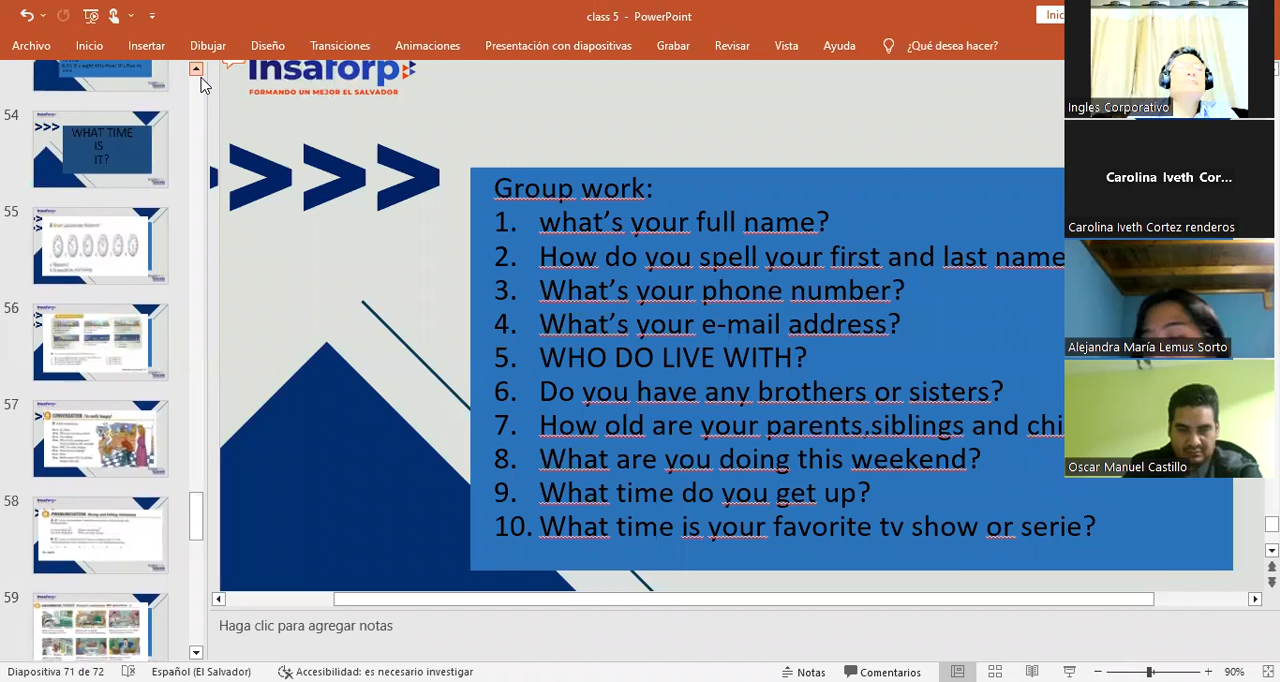 class 5 - PowerPoint
Inic
Archivo Inicio Insertar Dibujar Diseño Transiciones Animaciones Presentación con diapositivas Grabar Revisar Vista Ayuda ¿Qué desea hacer?
Insaforp
FORMANDO UN MEJOR EL SALVADOR
Group work:
1. what's your full name?
2. How do you spell your first and last name
3. What's your phone number?
4. What's your e-mail address?
5. WHO DO LIVE WITH?
6. Do you have any brothers or sisters?
7. How old are your parents,siblings and chi
8. What are you doing this weekend?
9. What time do you get up?
10. What time is your favorite tv show or serie?
54
WHAT TIME
IS
IT?
55
56
57
CONVERSATION
58
PRONUNCIATION
59
Ingles Corporativo
Carolina Iveth Cor...
Carolina Iveth Cortez renderos
Alejandra María Lemus Sorto
Oscar Manuel Castillo
Haga clic para agregar notas
Diapositiva 71 de 72 Español (El Salvador) Accesibilidad: es necesario investigar Notas Comentarios 90%